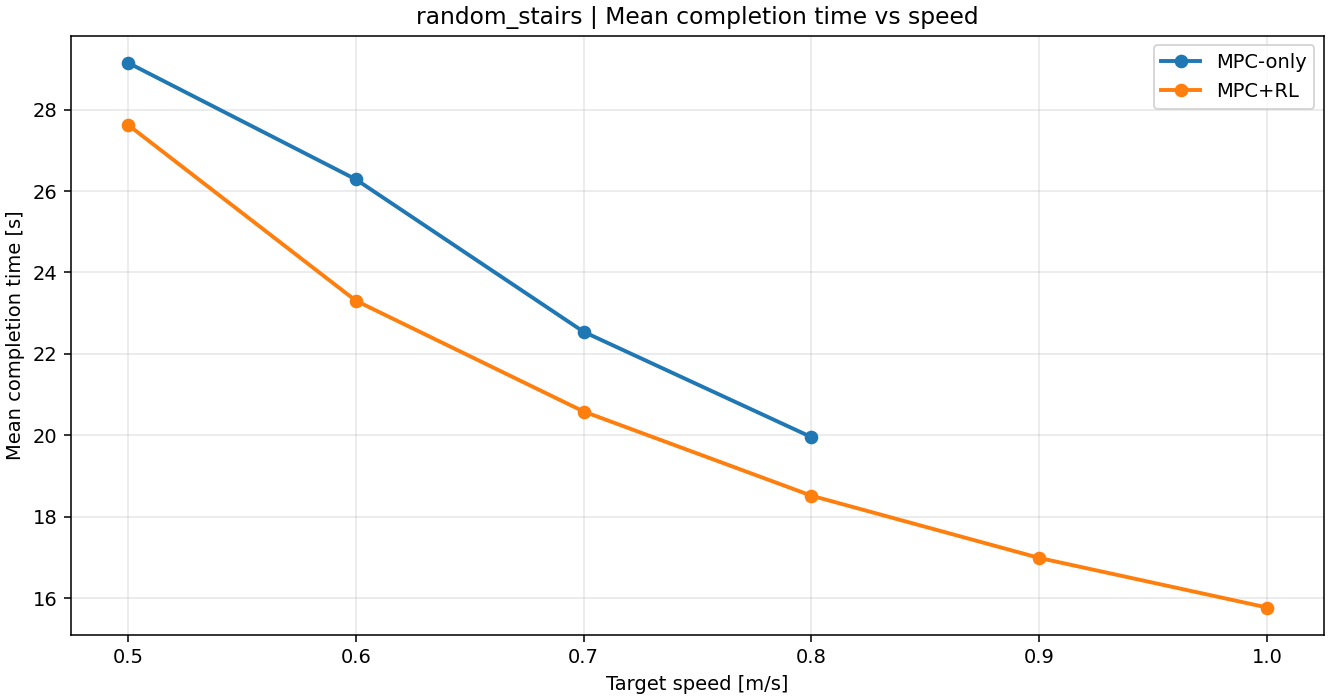 random_stairs | Mean completion time vs speed
MPC-only
MPC+RL
Mean completion time [s]
28
26
24
22
20
18
16
0.5 0.6 0.7 0.8 0.9 1.0
Target speed [m/s]